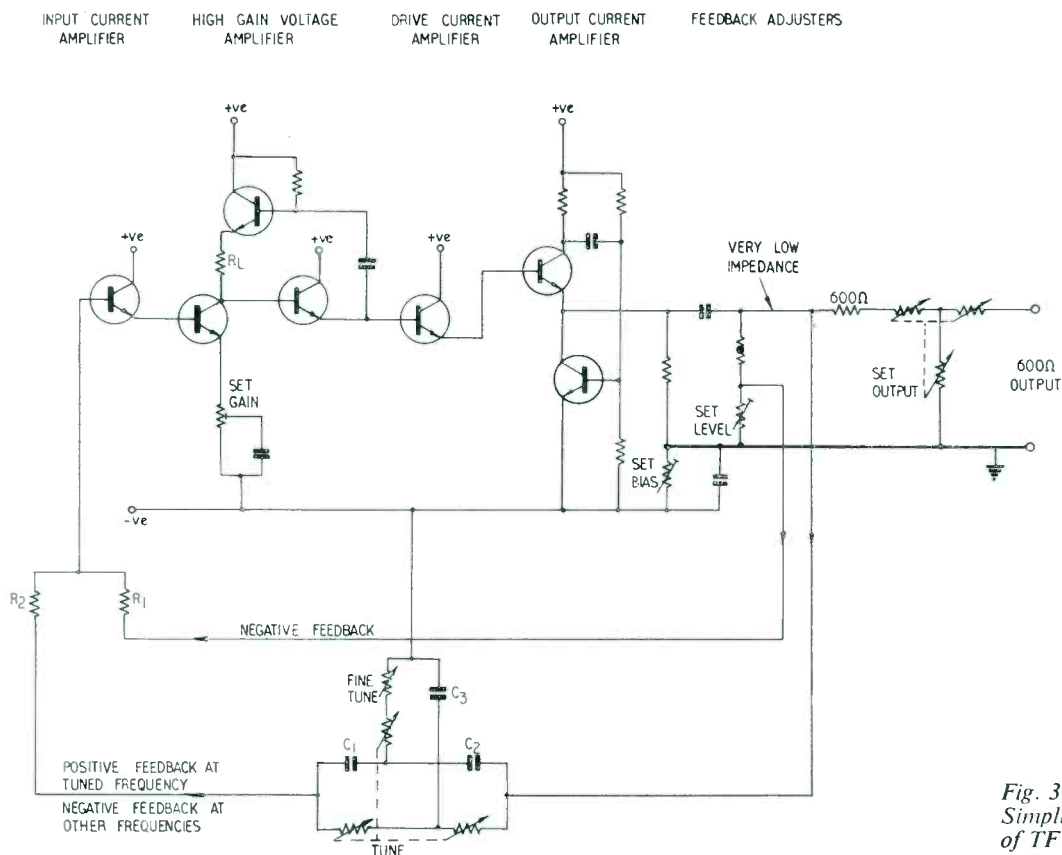 INPUT CURRENT
AMPLIFIER
HIGH GAIN VOLTAGE
AMPLIFIER
DRIVE CURRENT
AMPLIFIER
OUTPUT CURRENT
AMPLIFIER
FEEDBACK ADJUSTERS
+ve
+ve
+ve
+ve
+ve
RL
VERY LOW
IMPEDANCE
600Ω
SET
GAIN
SET
OUTPUT
600Ω
OUTPUT
SET
LEVEL
SET
BIAS
-ve
R2
R1
NEGATIVE FEEDBACK
FINE
TUNE
C3
C1
C2
POSITIVE FEEDBACK AT
TUNED FREQUENCY
NEGATIVE FEEDBACK AT
OTHER FREQUENCIES
TUNE
Fig. 3
Simpli
of TF